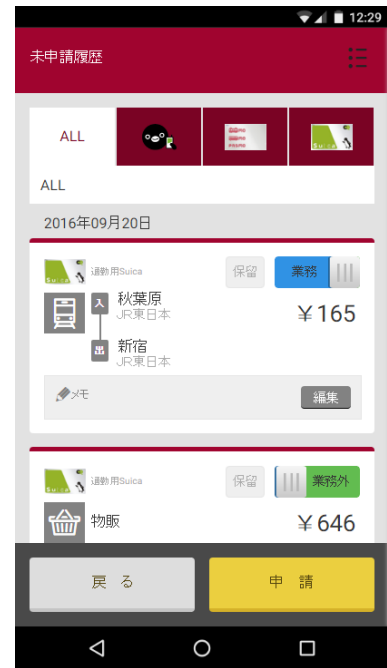 12:29
未申請履歴
ALL
Suica
ALL
2016年09月20日
Suica
通勤用Suica
保留
業務
入
秋葉原
JR東日本
¥165
出
新宿
JR東日本
メモ
編集
Suica
通勤用Suica
保留
業務外
物販
¥646
戻る
申請